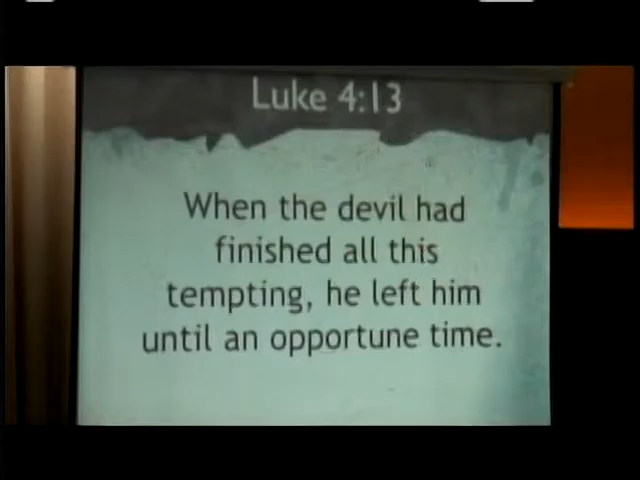 Luke 4:13
When the devil had
finished all this
tempting, he left him
until an opportune time.